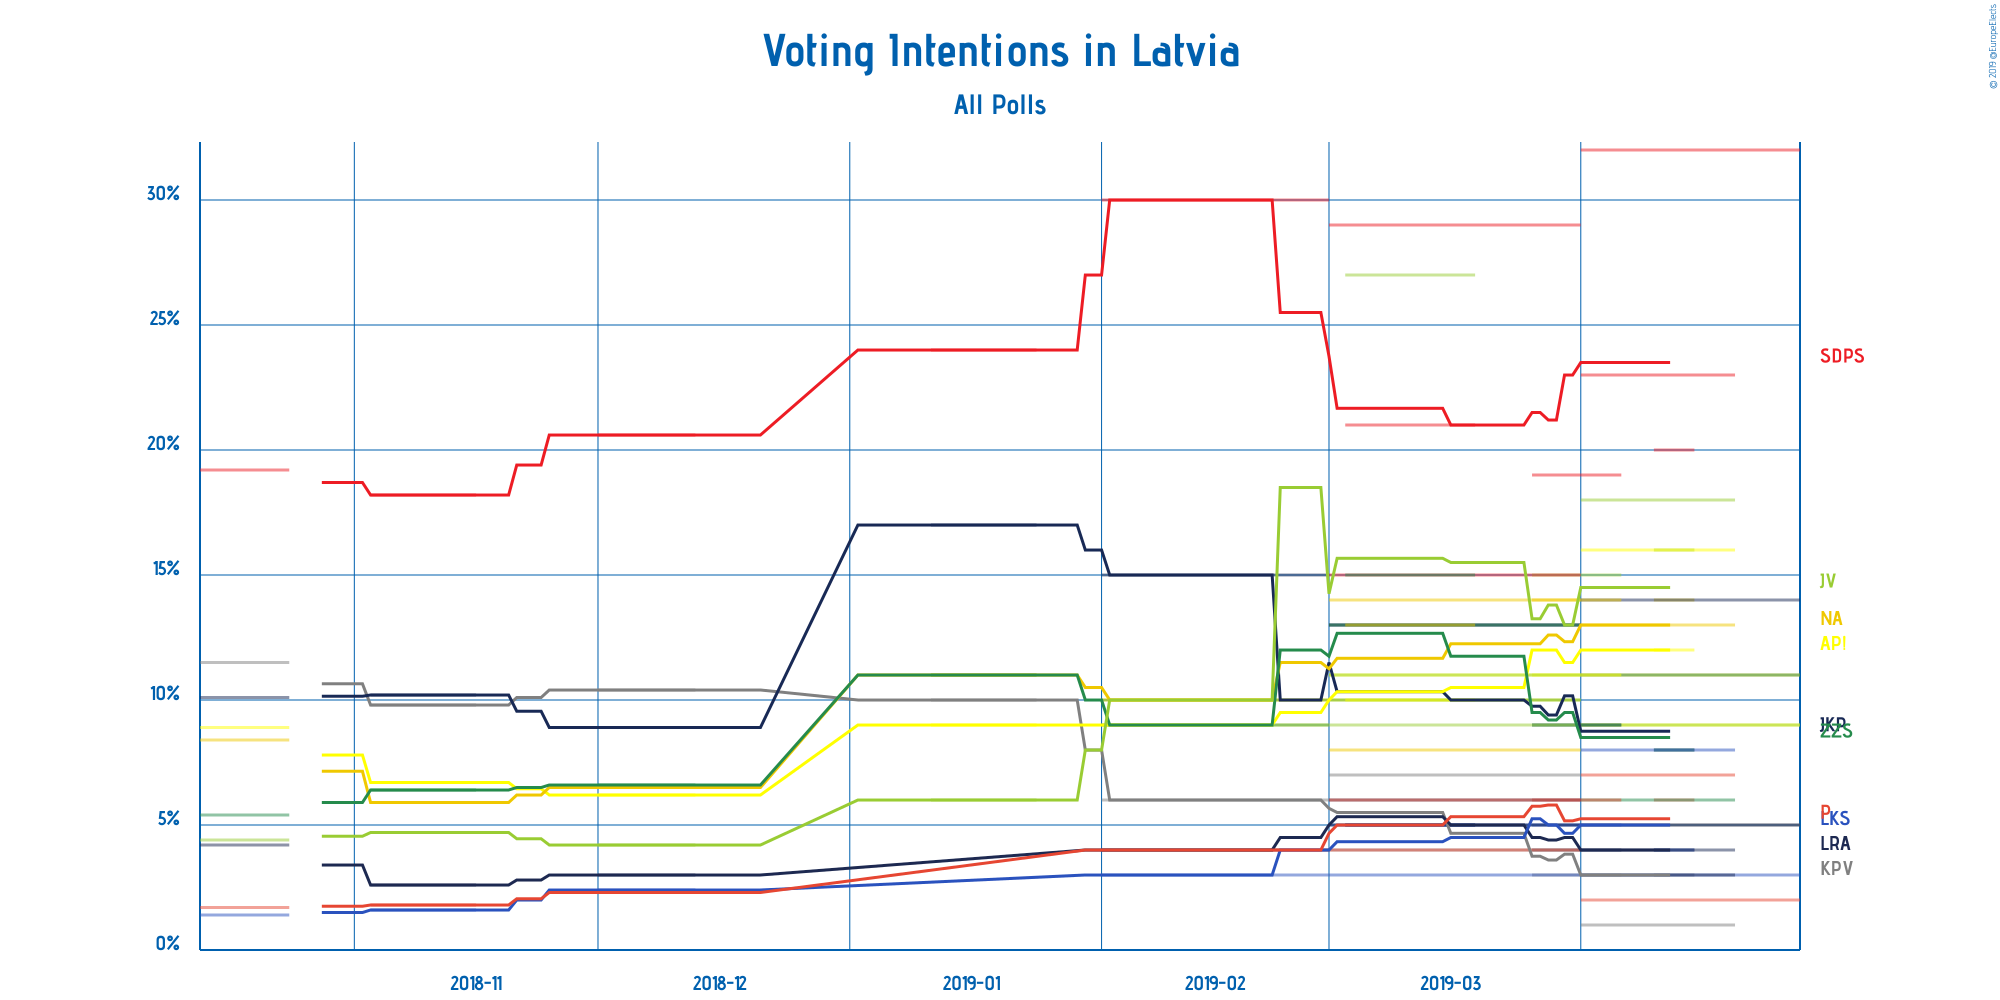 Voting Intentions in Latvia
All Polls
© 2019 @EuropeElects
30%
25%
20%
15%
10%
5%
0%
SDPS
JV
NA
API
JKP
ZZS
P
LKS
LRA
KPV
2018-11
2018-12
2019-01
2019-02
2019-03